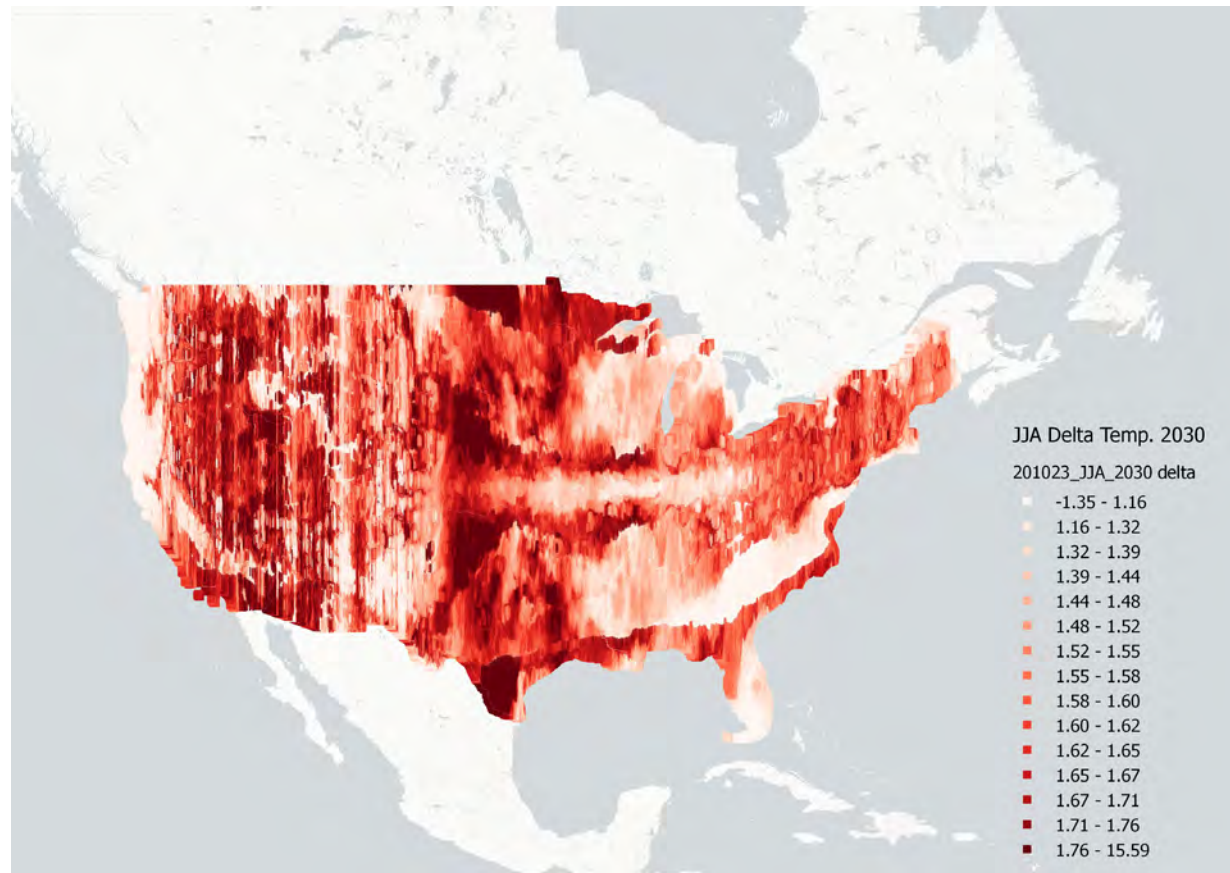 JJA Delta Temp. 2030
201023_JJA_2030 delta
-1.35 - 1.16
1.16 - 1.32
1.32 - 1.39
1.39 - 1.44
1.44 - 1.48
1.48 - 1.52
1.52 - 1.55
1.55 - 1.58
1.58 - 1.60
1.60 - 1.62
1.62 - 1.65
1.65 - 1.67
1.67 - 1.71
1.71 - 1.76
1.76 - 15.59